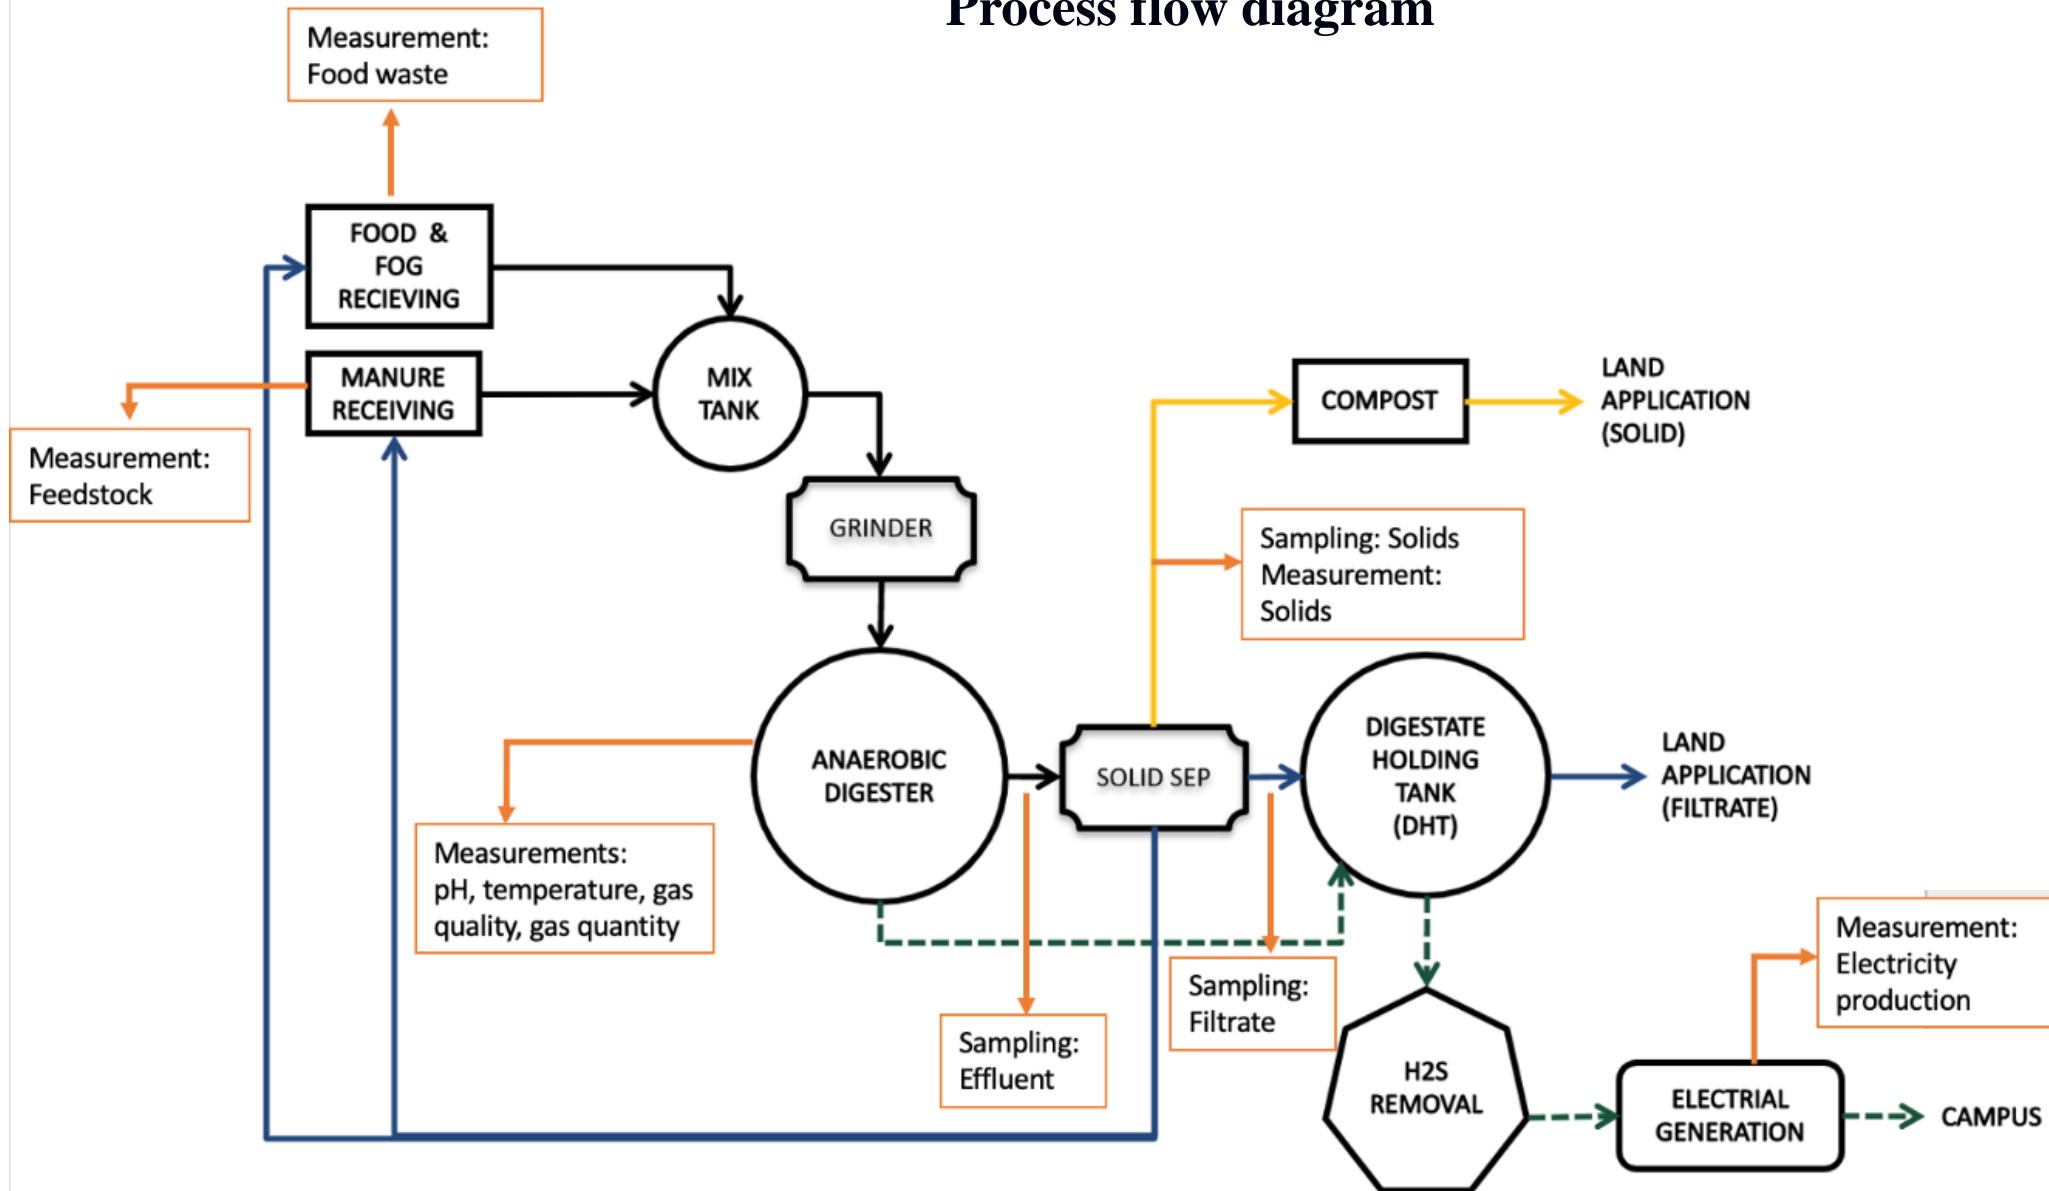 Process flow diagram
Measurement:
Food waste
FOOD &
FOG
RECIEVING
MANURE
RECEIVING
MIX
TANK
Measurement:
Feedstock
GRINDER
COMPOST
LAND
APPLICATION
(SOLID)
Sampling: Solids
Measurement:
Solids
ANAEROBIC
DIGESTER
SOLID SEP
DIGESTATE
HOLDING
TANK
(DHT)
LAND
APPLICATION
(FILTRATE)
Measurements:
pH, temperature, gas
quality, gas quantity
Sampling:
Effluent
Sampling:
Filtrate
H2S
REMOVAL
Measurement:
Electricity
production
ELECTRIAL
GENERATION
CAMPUS